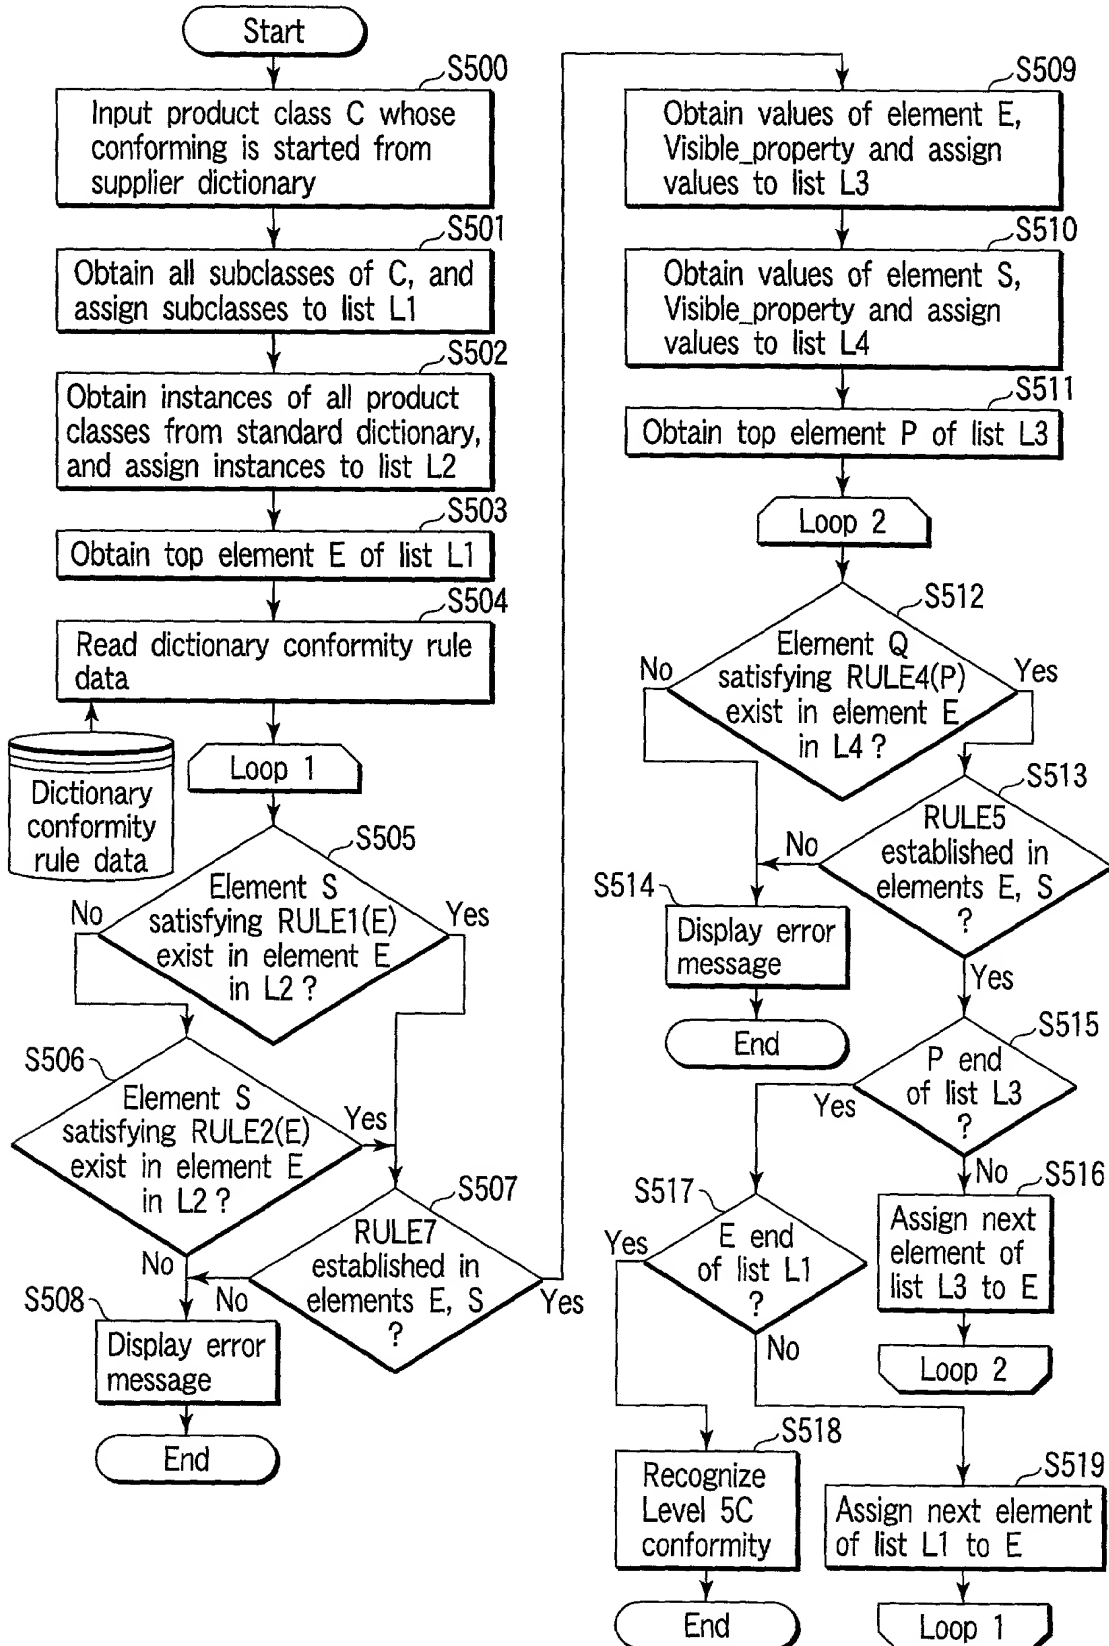 Start
S500
Input product class C whose
conforming is started from
supplier dictionary
S501
Obtain all subclasses of C, and
assign subclasses to list L1
S502
Obtain instances of all product
classes from standard dictionary,
and assign instances to list L2
S503
Obtain top element E of list L1
S504
Read dictionary conformity rule
data
Dictionary
conformity
rule data
Loop 1
S505
Element S
satisfying RULE1(E)
exist in element E
in L2?
No
Yes
S506
Element S
satisfying RULE2(E)
exist in element E
in L2?
Yes
No
S507
RULE7
established in
elements E, S
?
No
Yes
S508
Display error
message
End
S509
Obtain values of element E,
Visible_property and assign
values to list L3
S510
Obtain values of element S,
Visible_property and assign
values to list L4
S511
Obtain top element P of list L3
Loop 2
S512
Element Q
satisfying RULE4(P)
exist in element E
in L4?
No
Yes
S513
RULE5
established in
elements E, S
?
No
Yes
S514
Display error
message
End
S515
P end
of list L3
?
Yes
No
S516
Assign next
element of
list L3 to E
Loop 2
S517
E end
of list L1
?
Yes
No
S518
Recognize
Level 5C
conformity
End
S519
Assign next element
of list L1 to E
Loop 1